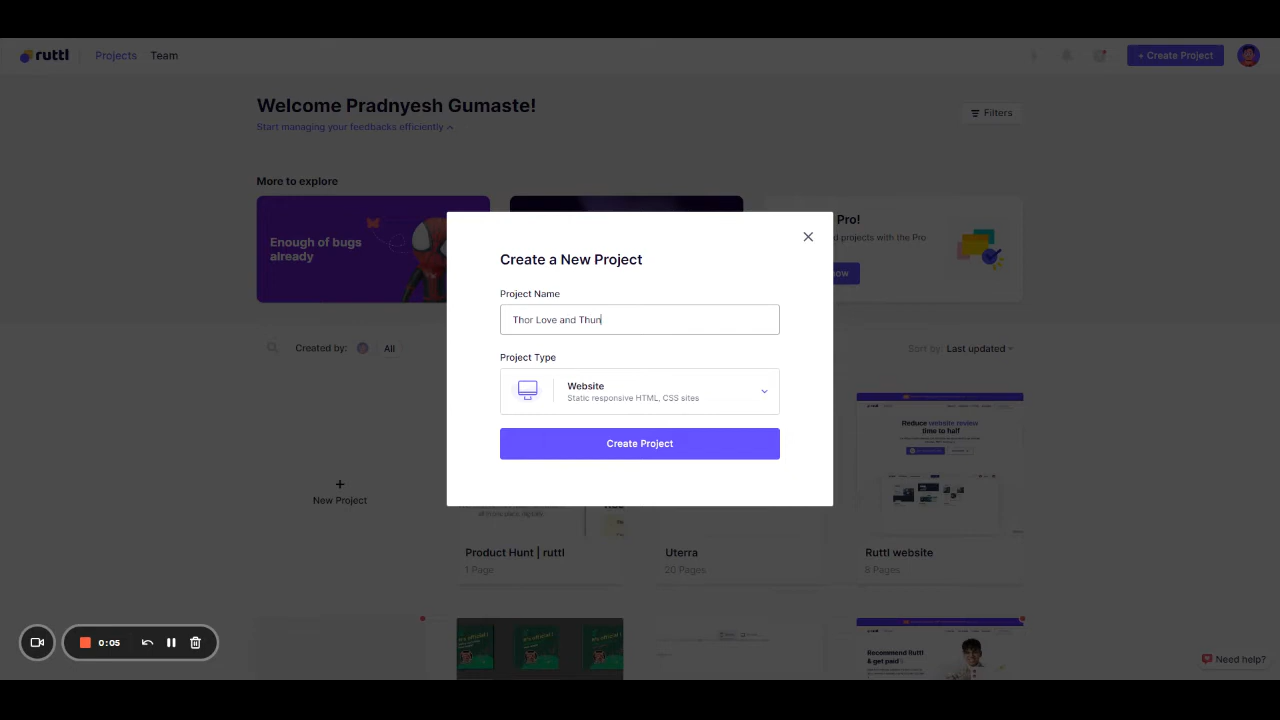 ruttl
Projects
Team
+ Create Project
Welcome Pradnyesh Gumaste!
Start managing your feedbacks efficiently
Filters
More to explore
Enough of bugs
already
Pro!
projects with the Pro
Create a New Project
Project Name
Thor Love and Thun
Project Type
Website
Static responsive HTML, CSS sites
Create Project
Created by:
All
Sort by: Last updated
+
New Project
Reduce website review
time to half
Product Hunt | ruttl
1 Page
Uterra
20 Pages
Ruttl website
8 Pages
0:05
Recommend Ruttl
& get paid
Need help?